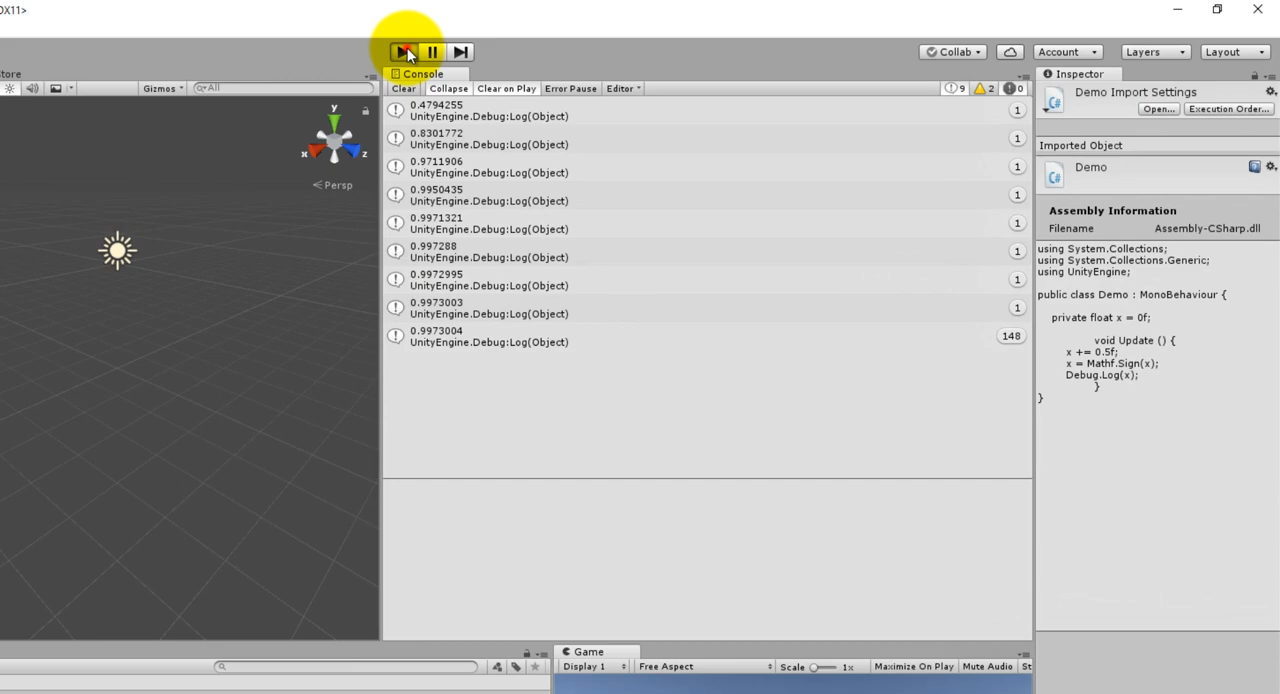 DX11>
Collab
Account
Layers
Layout
tore
Console
Inspector
Gizmos
All
Clear
Collapse
Clear on Play
Error Pause
Editor
9
2
0
Demo Import Settings
Open...
Execution Order...
0.4794255
UnityEngine.Debug:Log(Object)
1
0.8301772
UnityEngine.Debug:Log(Object)
1
0.9711906
UnityEngine.Debug:Log(Object)
1
0.9950435
UnityEngine.Debug:Log(Object)
1
0.9971321
UnityEngine.Debug:Log(Object)
1
0.997288
UnityEngine.Debug:Log(Object)
1
0.9972995
UnityEngine.Debug:Log(Object)
1
0.9973003
UnityEngine.Debug:Log(Object)
1
0.9973004
UnityEngine.Debug:Log(Object)
148
y
x
z
Persp
Imported Object
C#
Demo
Assembly Information
Filename Assembly-CSharp.dll
using System.Collections;
using System.Collections.Generic;
using UnityEngine;
public class Demo : MonoBehaviour {
private float x = 0f;
void Update () {
x += 0.5f;
x = Mathf.Sign(x);
Debug.Log(x);
}
}
Game
Display 1
Free Aspect
Scale
1x
Maximize On Play
Mute Audio
St